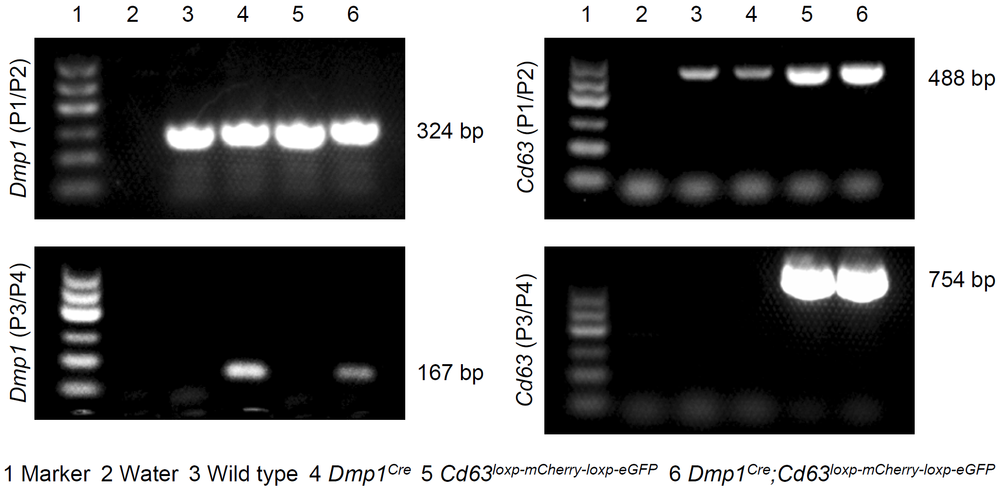 1 2 3 4 5 6
Dmp1 (P1/P2)
324 bp
Dmp1 (P3/P4)
167 bp
1 2 3 4 5 6
Cd63 (P1/P2)
488 bp
Cd63 (P3/P4)
754 bp
1 Marker 2 Water 3 Wild type 4 Dmp1Cre 5 Cd63loxp-mCherry-loxp-eGFP 6 Dmp1Cre;Cd63loxp-mCherry-loxp-eGFP